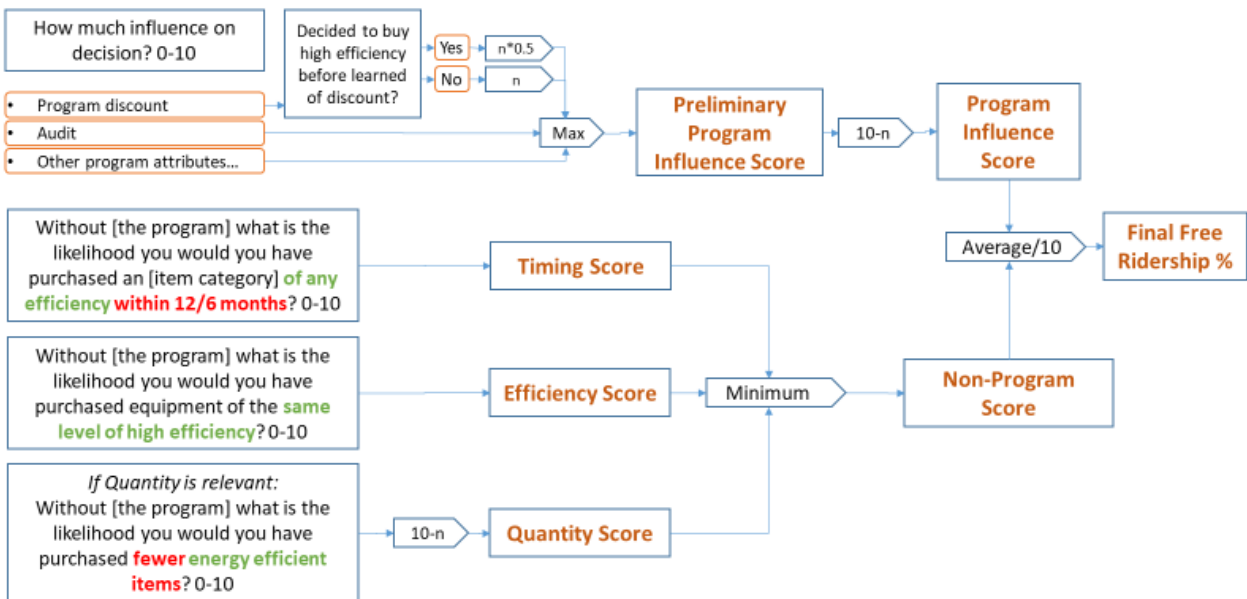 How much influence on
decision? 0-10
Decided to buy
high efficiency
before learned
of discount?
Yes
n*0.5
No
n
• Program discount
• Audit
• Other program attributes...
Max
Preliminary
Program
Influence Score
10-n
Program
Influence
Score
Without [the program] what is the
likelihood you would you have
purchased an [item category] of any
efficiency within 12/6 months? 0-10
Timing Score
Average/10
Final Free
Ridership %
Without [the program] what is the
likelihood you would you have
purchased equipment of the same
level of high efficiency? 0-10
Efficiency Score
Minimum
Non-Program
Score
If Quantity is relevant:
Without [the program] what is the
likelihood you would you have
purchased fewer energy efficient
items? 0-10
10-n
Quantity Score